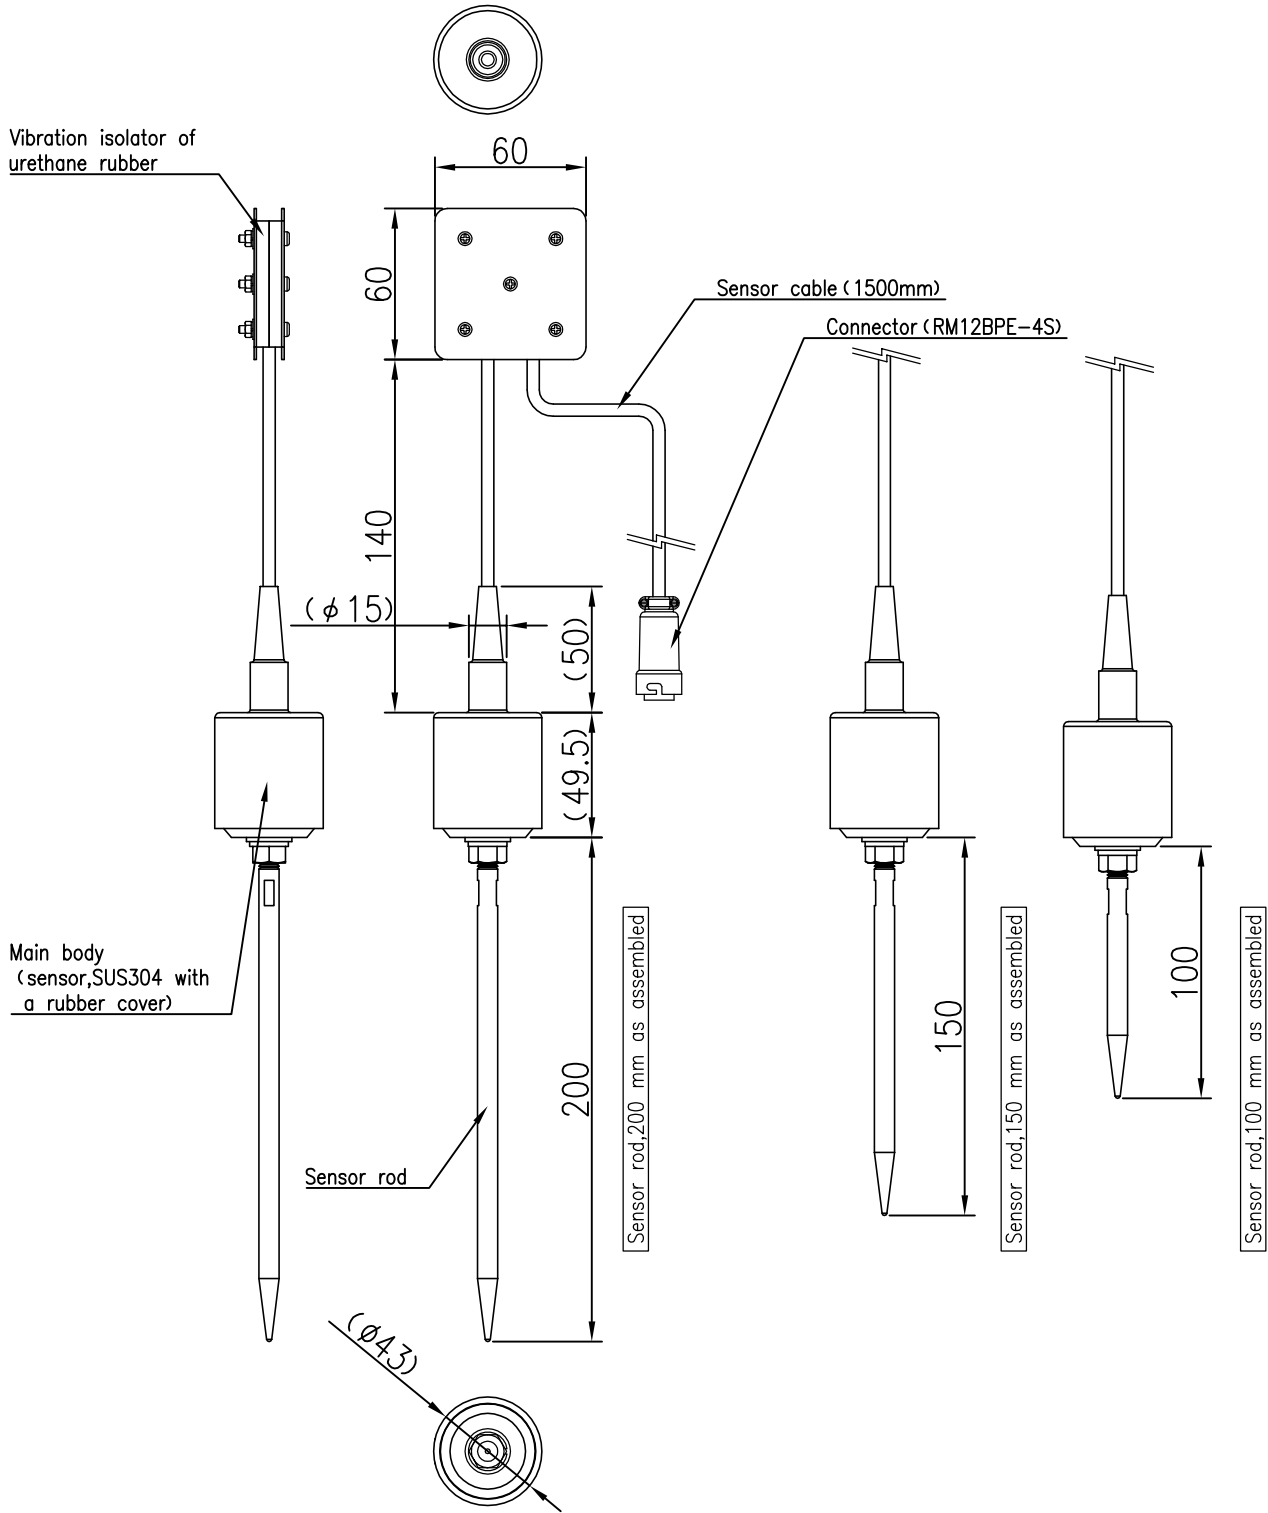 Vibration isolator of
urethane rubber
60
60
Sensor cable(1500mm)
Connector(RM12BPE-4S)
140
(φ15)
(50)
(49.5)
Main body
(sensor,SUS304 with
a rubber cover)
200
Sensor rod
Sensor rod,200 mm as assembled
150
Sensor rod,150 mm as assembled
100
Sensor rod,100 mm as assembled
(φ43)